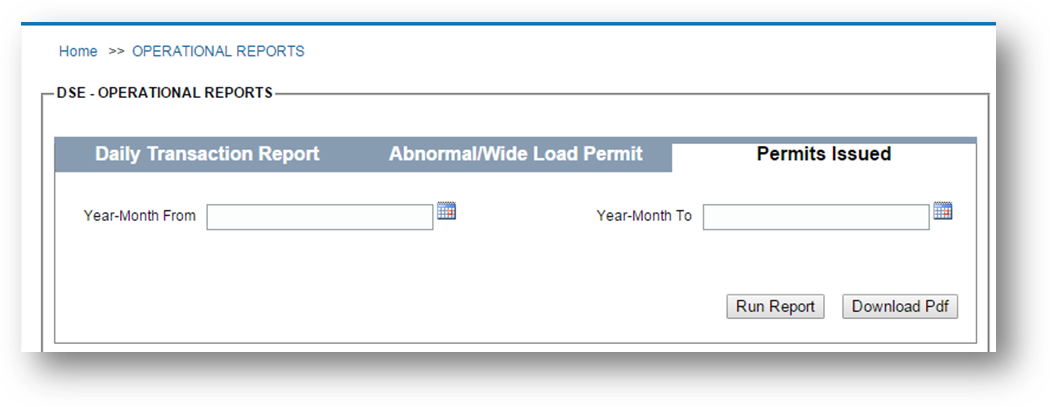 Home >> OPERATIONAL REPORTS
DSE - OPERATIONAL REPORTS
Daily Transaction Report Abnormal/Wide Load Permit Permits Issued
Year-Month From Year-Month To
Run Report Download Pdf